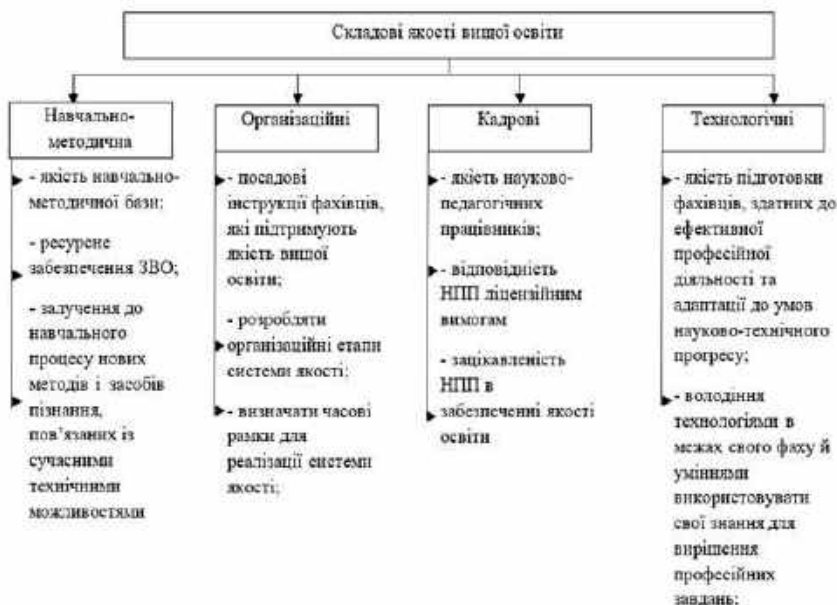 Складові якості вищої освіти
Навчально-
методична
- якість навчально-
методичної бази;
- ресурсне
забезпечення ЗВО;
- залучення до
навчального
процесу нових
методів і засобів
пізнання,
пов’язаних із
сучасними
технічними
можливостями
Організаційні
- посадові
інструкції фахівців,
які підтримують
якість вищої
освіти;
- розробляти
організаційні етапи
системи якості;
- визначати часові
рамки для
реалізації системи
якості;
Кадрові
- якість науково-
педагогічних
працівників;
- відповідність
НПП ліцензійним
вимогам
- зацікавленість
НПП в
забезпеченні якості
освіти
Технологічні
- якість підготовки
фахівців, здатних до
ефективної
професійної
діяльності та
адаптації до умов
науково-технічного
прогресу;
- володіння
технологіями в
межах свого фаху й
уміннями
використовувати
свої знання для
вирішення
професійних
завдань;